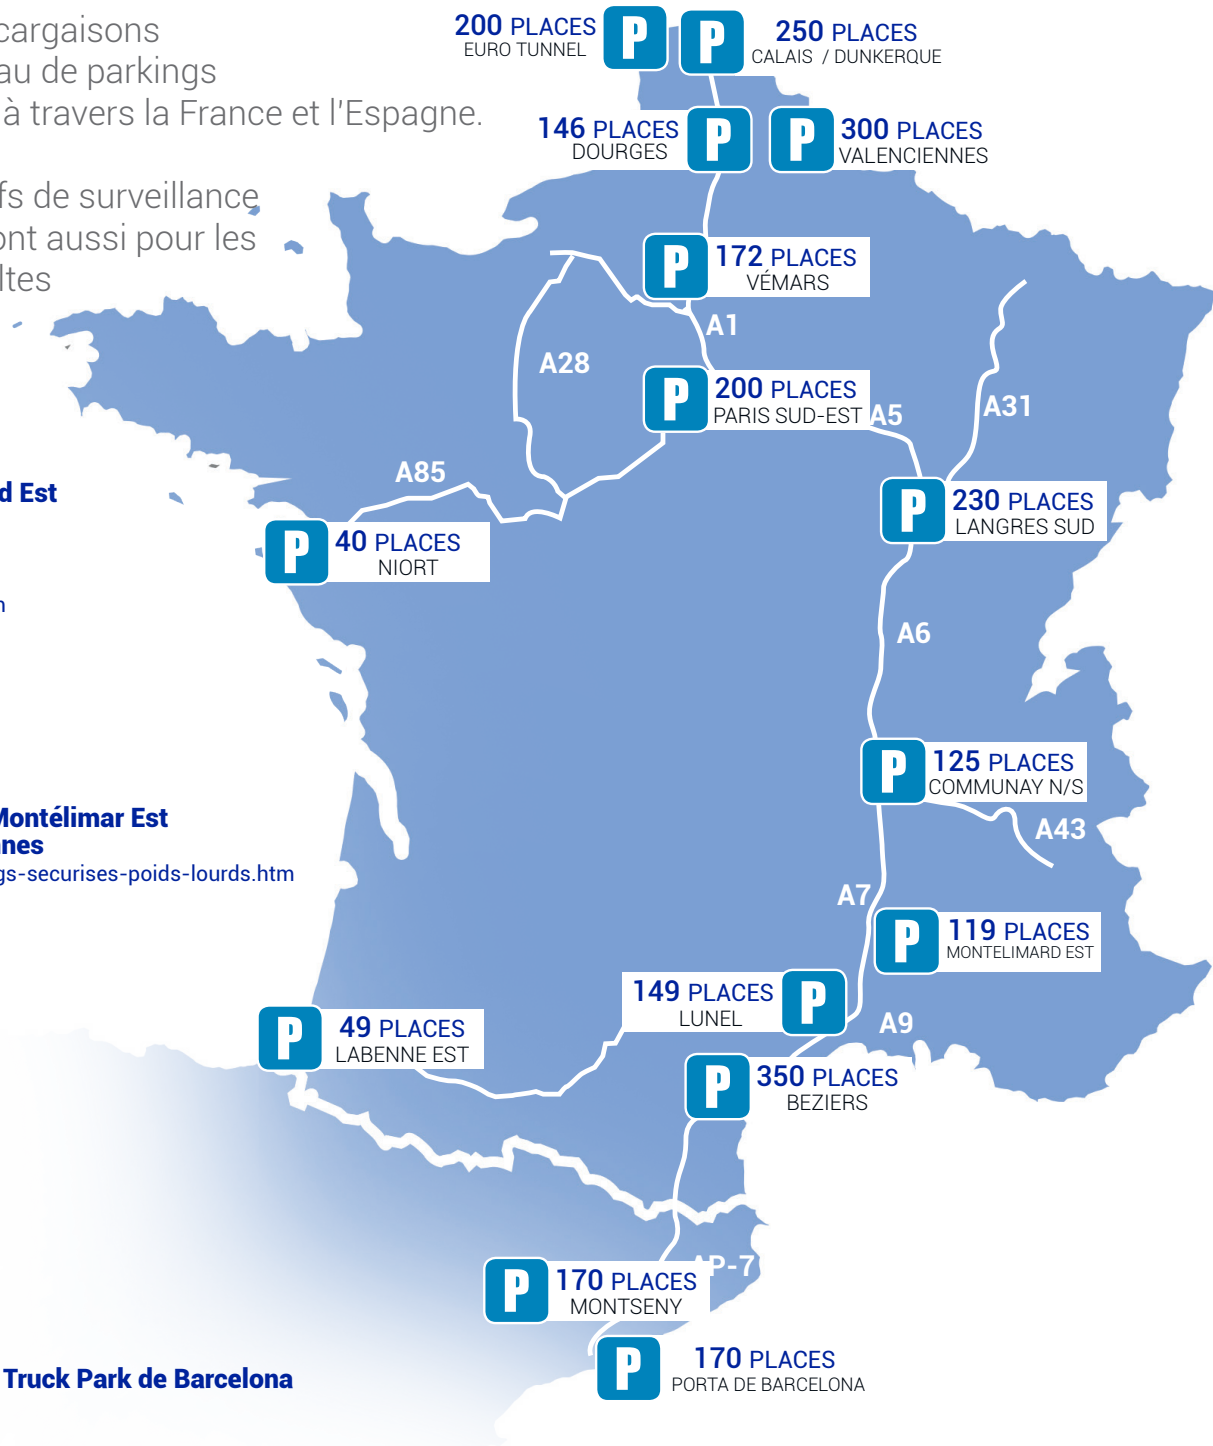 cargaisons
au de parkings
à travers la France et l'Espagne.
fs de surveillance
ont aussi pour les
ltes
200 PLACES
EURO TUNNEL
P
P
250 PLACES
CALAIS / DUNKERQUE
146 PLACES
DOURGES
P
P
300 PLACES
VALENCIENNES
P
172 PLACES
VÉMARS
A1
A28
P
200 PLACES
PARIS SUD-EST
A5
A31
A85
d Est
P
230 PLACES
LANGRES SUD
P
40 PLACES
NIORT
n
A6
P
125 PLACES
COMMUNAY N/S
A43
Montélimar Est
nnes
gs-securises-poids-lourds.htm
A7
P
119 PLACES
MONTELIMARD EST
149 PLACES
LUNEL
P
A9
P
49 PLACES
LABENNE EST
P
350 PLACES
BEZIERS
AP-7
P
170 PLACES
MONTSENY
P
170 PLACES
PORTA DE BARCELONA
Truck Park de Barcelona